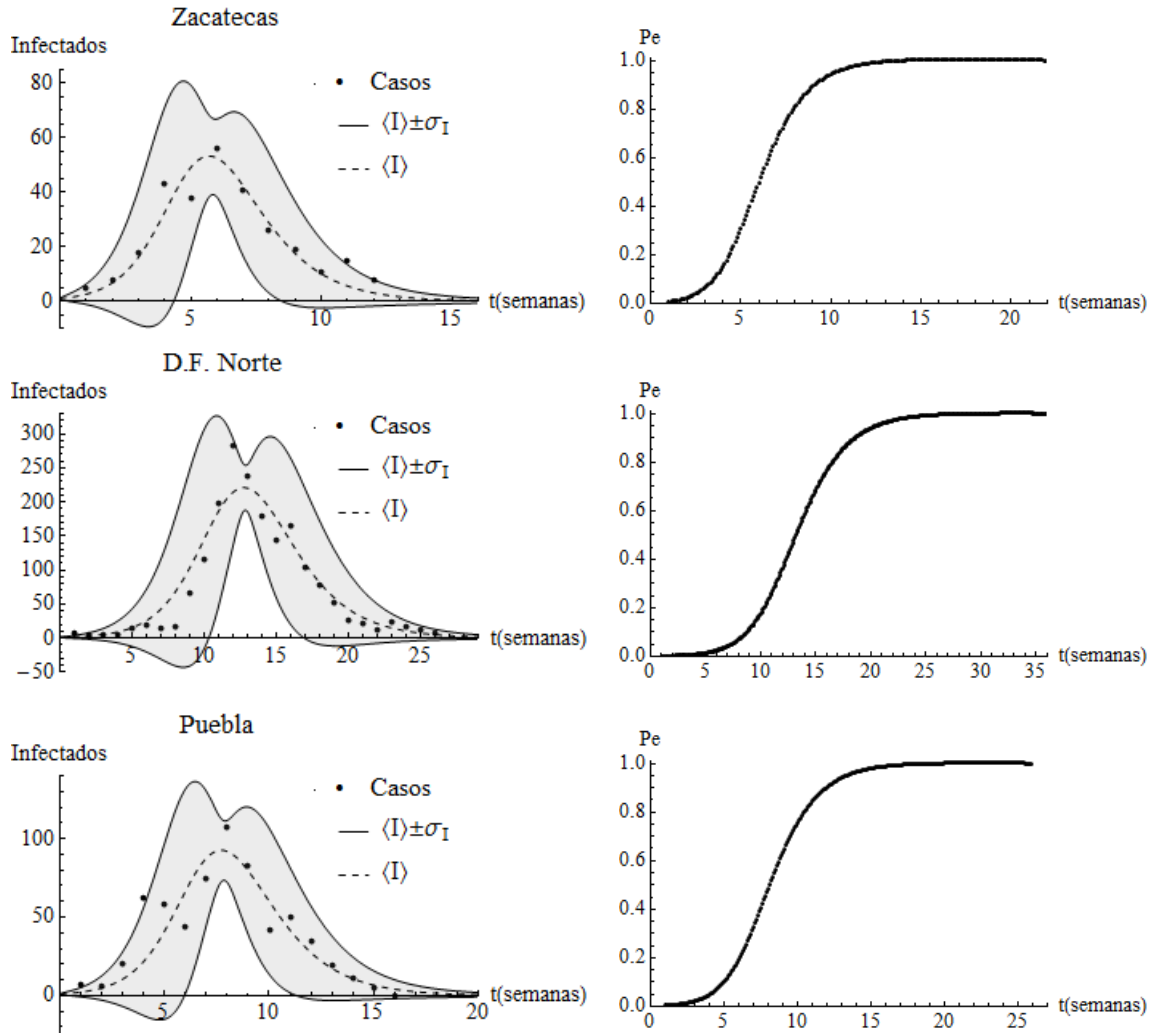 Zacatecas
Infectados
80
60
40
20
0
5
10
15
t(semanas)
Casos
⟨I⟩±σI
⟨I⟩
Pe
1.0
0.8
0.6
0.4
0.2
0.0
0
5
10
15
20
t(semanas)
D.F. Norte
Infectados
300
250
200
150
100
50
0
−50
5
10
15
20
25
t(semanas)
Casos
⟨I⟩±σI
⟨I⟩
Pe
1.0
0.8
0.6
0.4
0.2
0.0
0
5
10
15
20
25
30
35
t(semanas)
Puebla
Infectados
100
50
0
5
10
15
20
t(semanas)
Casos
⟨I⟩±σI
⟨I⟩
Pe
1.0
0.8
0.6
0.4
0.2
0.0
0
5
10
15
20
25
t(semanas)